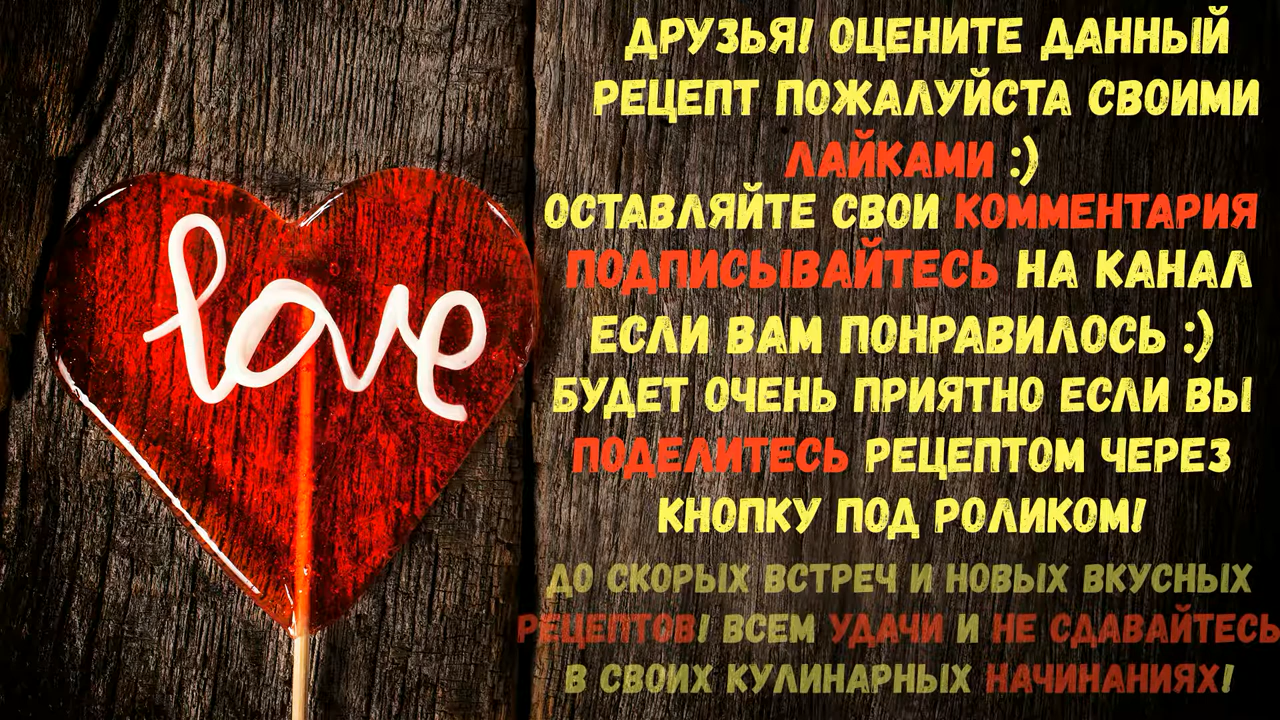 love
ДРУЗЬЯ! ОЦЕНИТЕ ДАННЫЙ
РЕЦЕПТ ПОЖАЛУЙСТА СВОИМИ
ЛАЙКАМИ :)
ОСТАВЛЯЙТЕ СВОИ КОММЕНТАРИЯ
ПОДПИСЫВАЙТЕСЬ НА КАНАЛ
ЕСЛИ ВАМ ПОНРАВИЛОСЬ :)
БУДЕТ ОЧЕНЬ ПРИЯТНО ЕСЛИ ВЫ
ПОДЕЛИТЕСЬ РЕЦЕПТОМ ЧЕРЕЗ
КНОПКУ ПОД РОЛИКОМ!
ДО СКОРЫХ ВСТРЕЧ И НОВЫХ ВКУСНЫХ
РЕЦЕПТОВ! ВСЕМ УДАЧИ И НЕ СДАВАЙТЕСЬ
В СВОИХ КУЛИНАРНЫХ НАЧИНАНИЯХ!